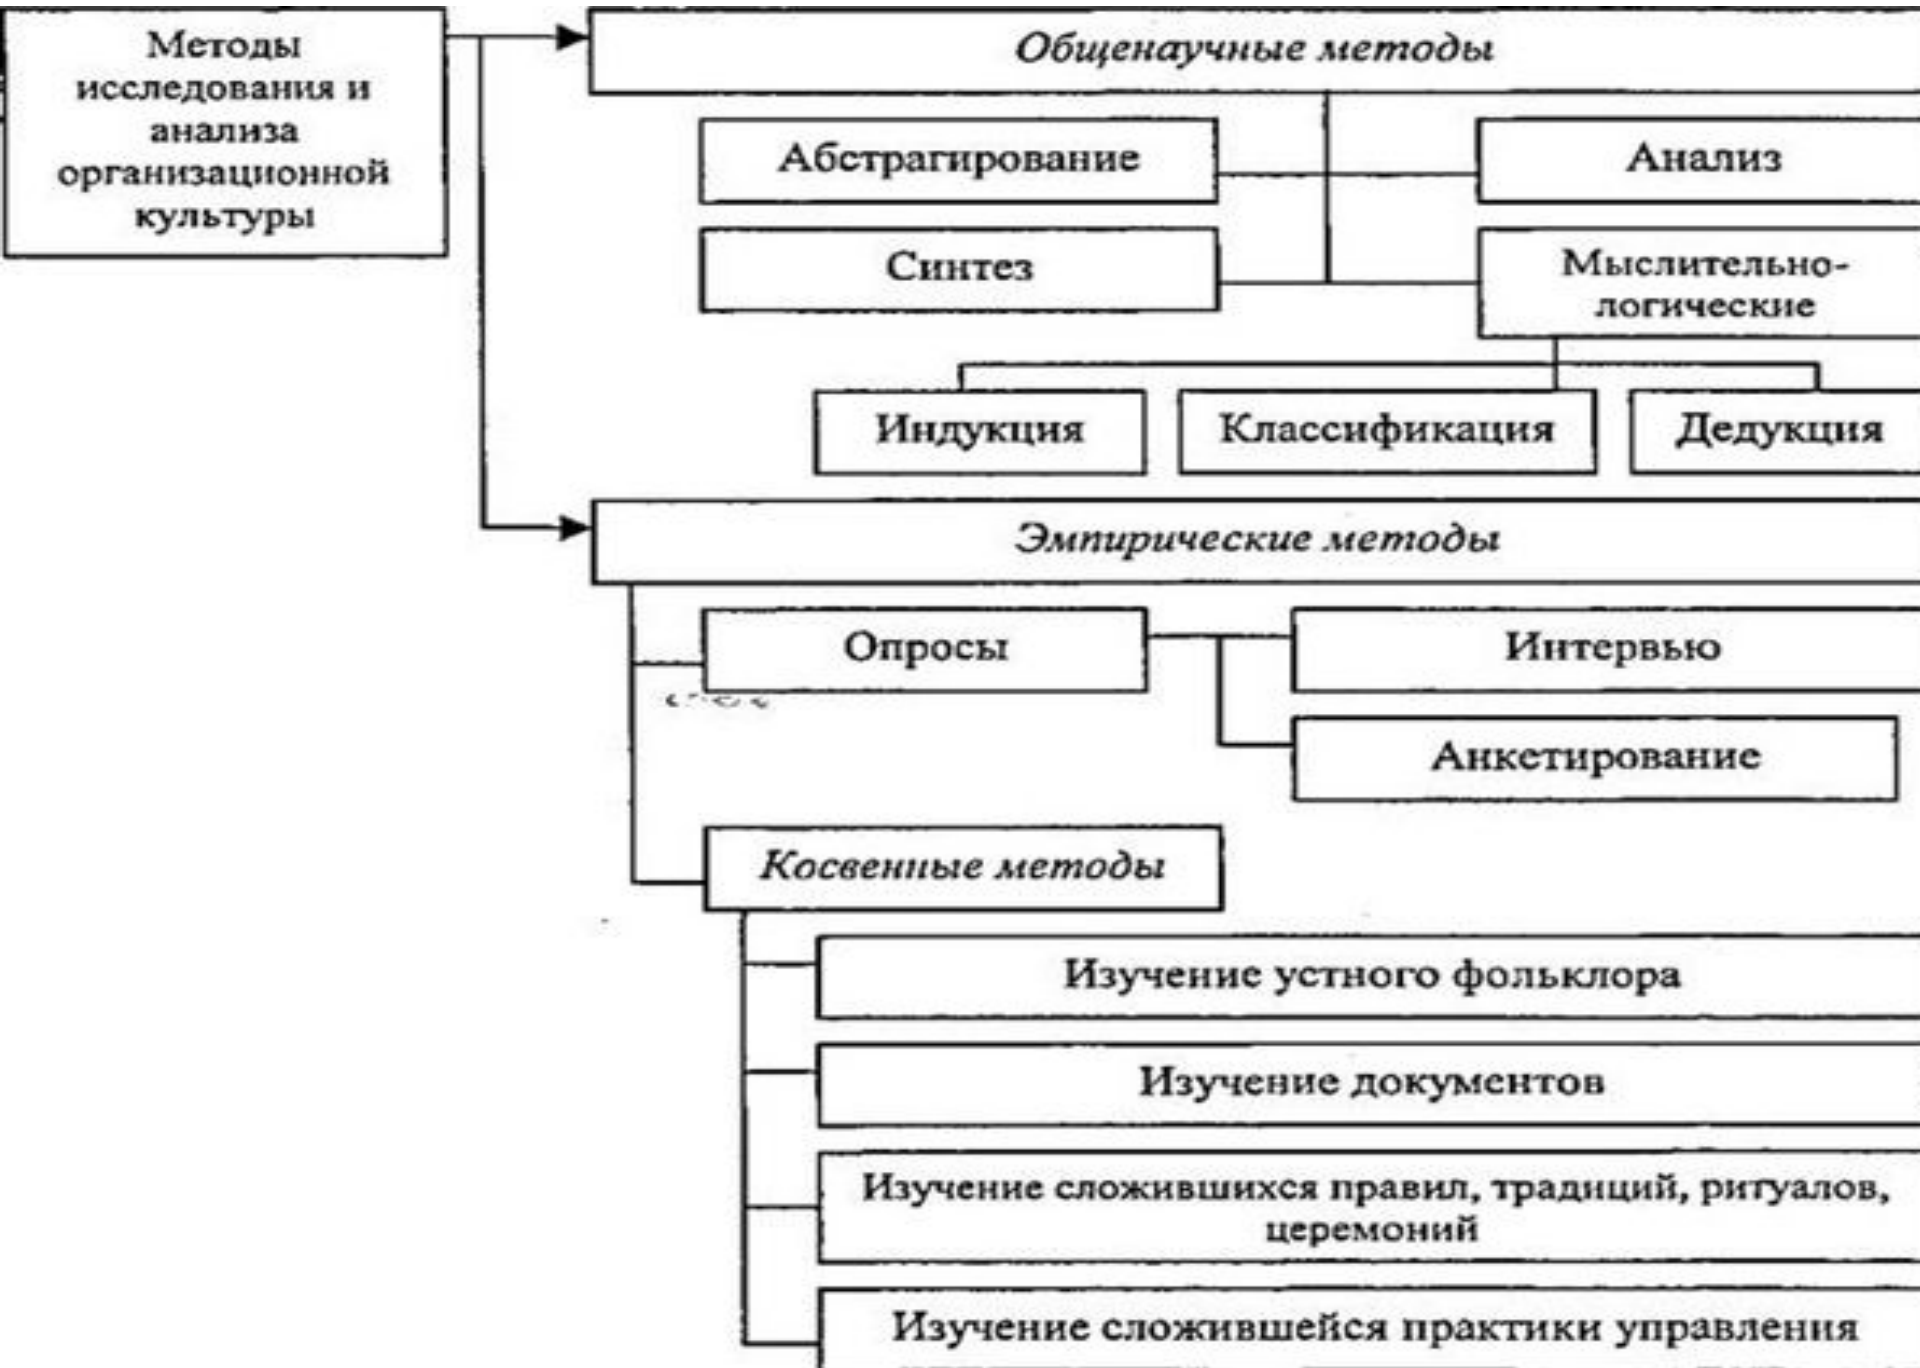 Методы
исследования и
анализа
организационной
культуры
Общенаучные методы
Абстрагирование
Анализ
Синтез
Мыслительно-
логические
Индукция
Классификация
Дедукция
Эмпирические методы
Опросы
Интервью
Анкетирование
Косвенные методы
Изучение устного фольклора
Изучение документов
Изучение сложившихся правил, традиций, ритуалов,
церемоний
Изучение сложившейся практики управления